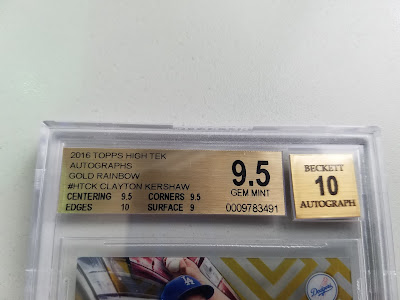 2016 TOPPS HIGH TEK
AUTOGRAPHS
GOLD RAINBOW
#HTCK CLAYTON KERSHAW
CENTERING 9.5 CORNERS 9.5
EDGES 10 SURFACE 9
9.5
GEM MINT
0009783491
BECKETT
10
AUTOGRAPH
Dodgers